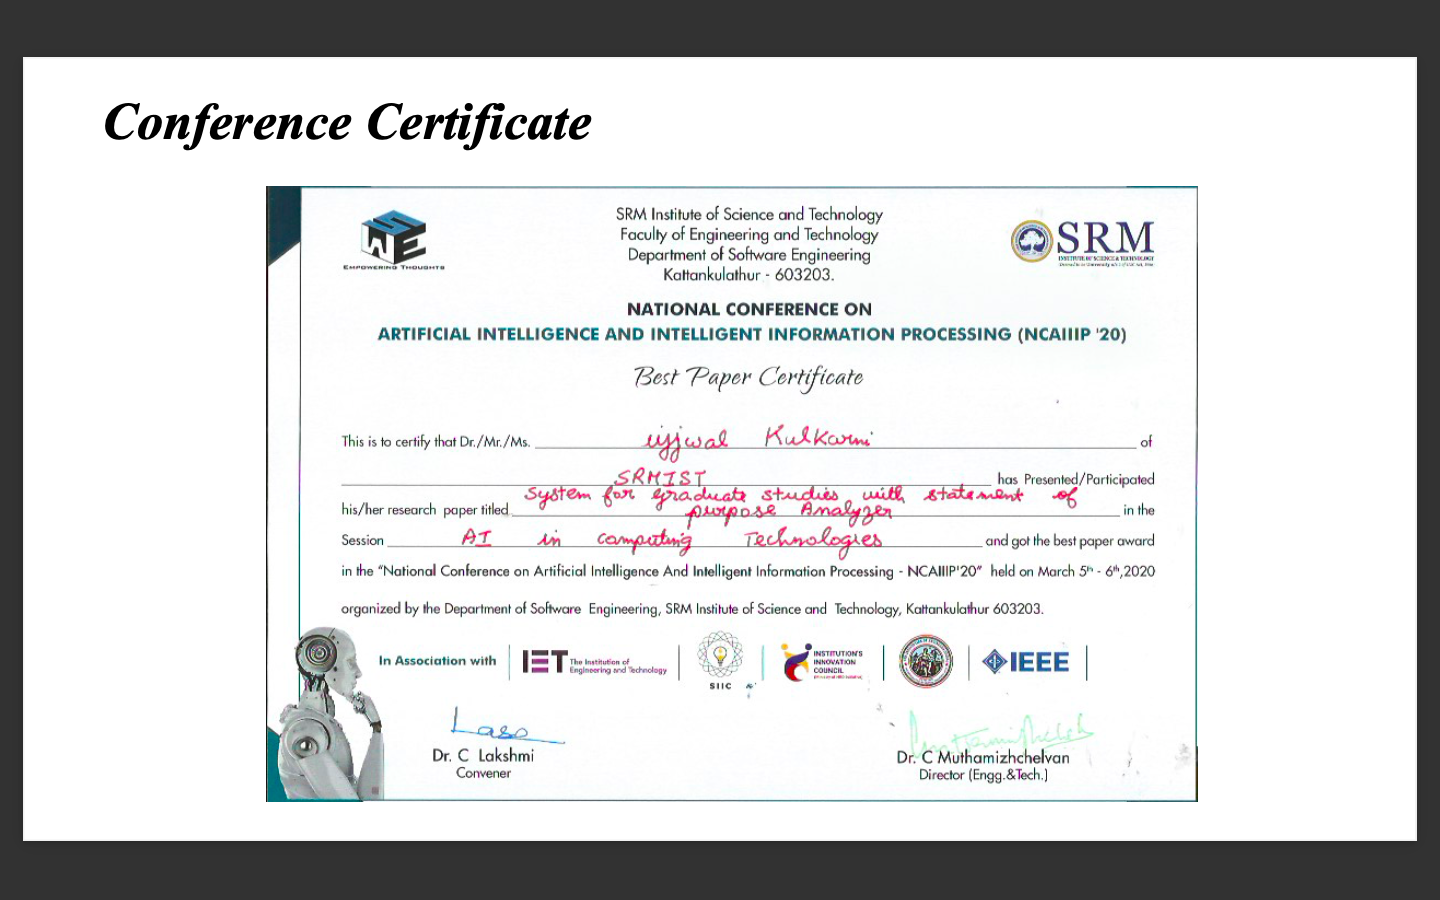 Conference Certificate
SWE
EMPOWERING THOUGHTS
SRM Institute of Science and Technology
Faculty of Engineering and Technology
Department of Software Engineering
Kattankulathur - 603203.
SRM
INSTITUTE OF SCIENCE & TECHNOLOGY
NATIONAL CONFERENCE ON
ARTIFICIAL INTELLIGENCE AND INTELLIGENT INFORMATION PROCESSING (NCAIIIP '20)
Best Paper Certificate
This is to certify that Dr./Mr./Ms. Ujjwal Kulkarni of
SRMIST has Presented/Participated
his/her research paper titled System for graduate studies with statement of
purpose Analyzer in the
Session AI in computing Technologies and got the best paper award
in the "National Conference on Artificial Intelligence And Intelligent Information Processing - NCAIIIP'20" held on March 5th - 6th,2020
organized by the Department of Software Engineering, SRM Institute of Science and Technology, Kattankulathur 603203.
In Association with
IET The Institution of
Engineering and Technology
SIIC
INSTITUTION'S
INNOVATION
COUNCIL
IEEE
Dr. C Lakshmi
Convener
Dr. C Muthamizhchelvan
Director (Engg.&Tech.)